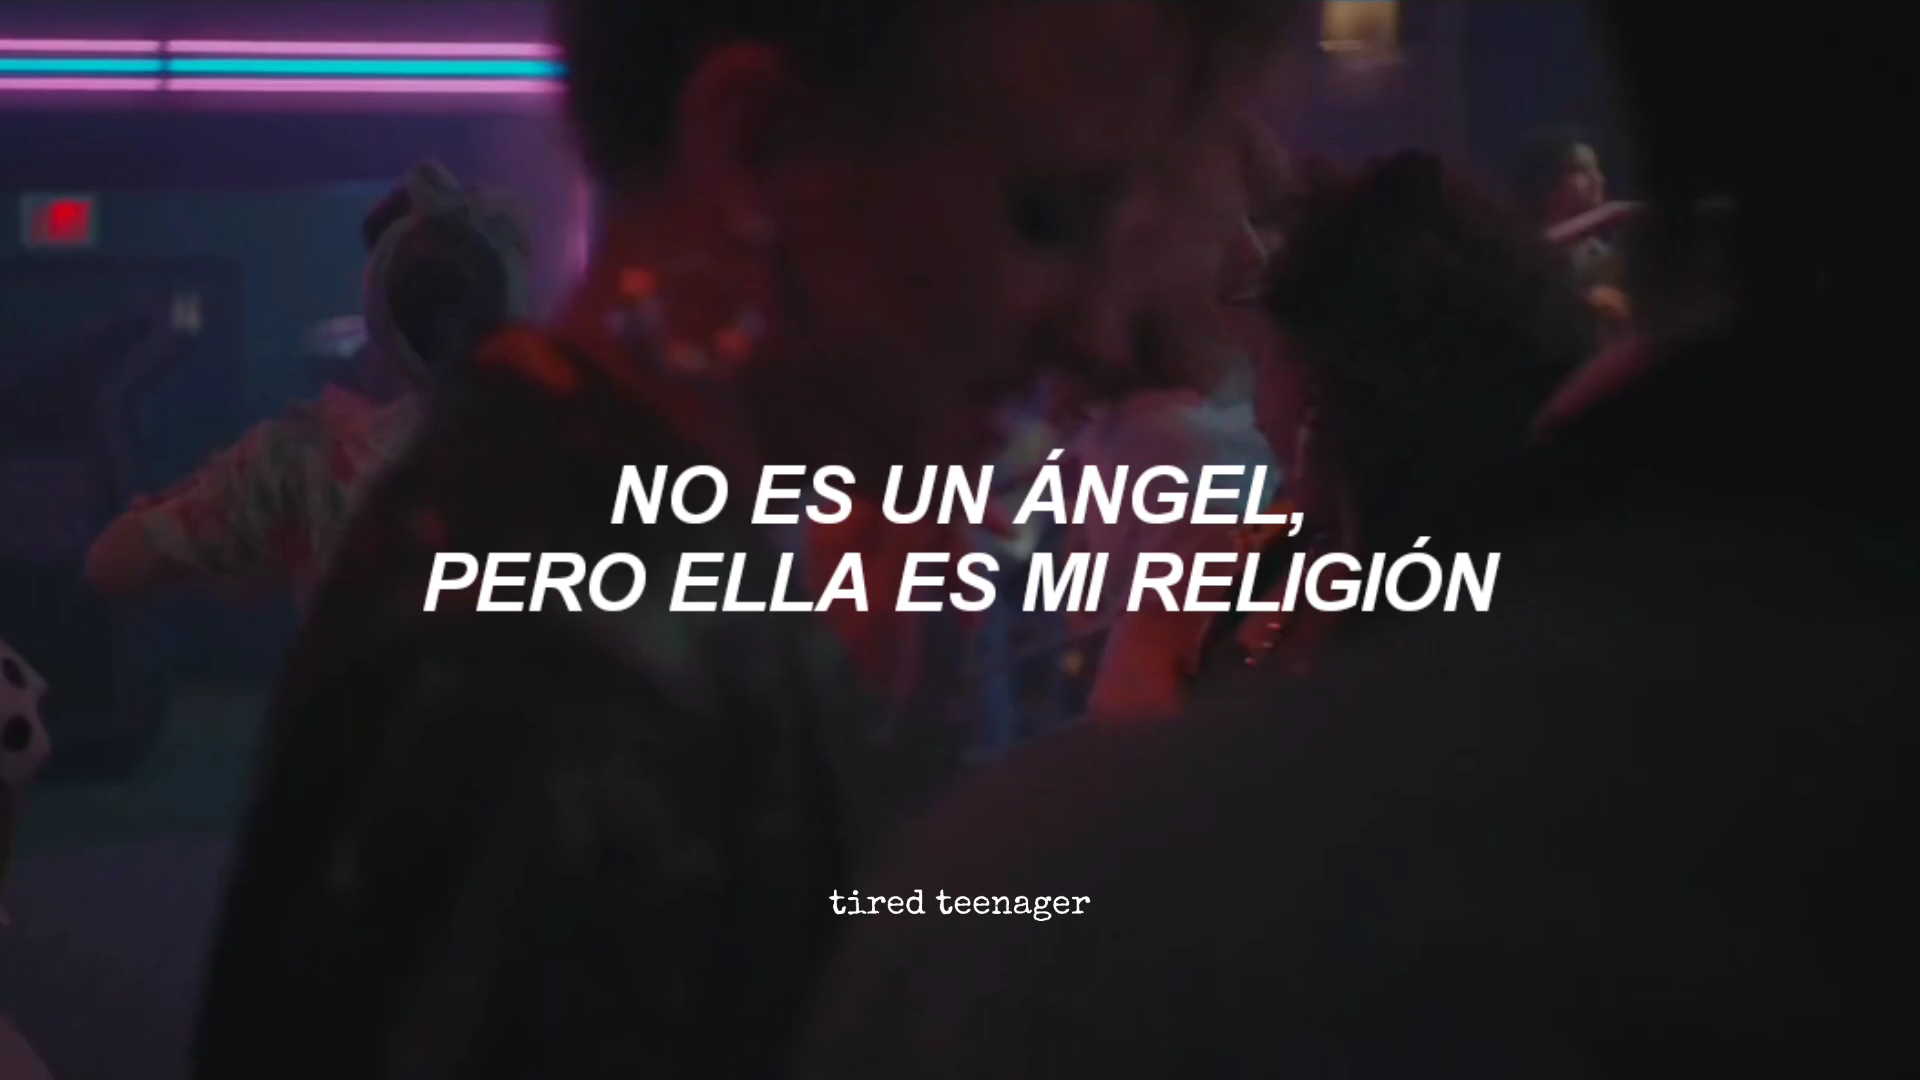 NO ES UN ÁNGEL,
PERO ELLA ES MI RELIGIÓN
tired teenager